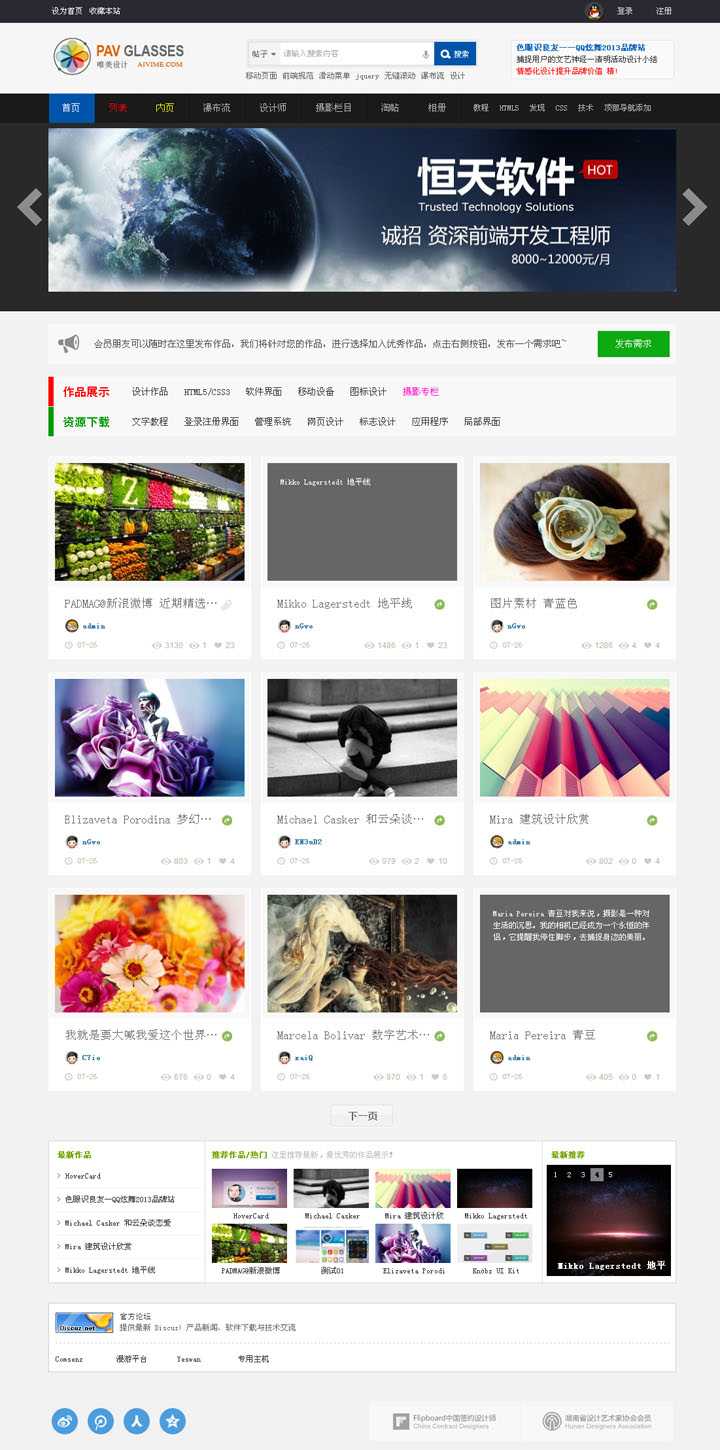 设为首页 收藏本站
登录 注册
PAV GLASSES
唯美设计 AIVIME.COM
帖子 请输入搜索内容 搜索
移动页面 前端规范 滑动菜单 jquery 无缝滚动 瀑布流 设计
色眼识良友——QQ炫舞2013品牌站
捕捉用户的文艺神经—清明活动设计小结
情感化设计提升品牌价值 精!
首页 列表 内页 瀑布流 设计师 摄影栏目 淘帖 相册 教程 HTML5 发现 CSS 技术 顶部导航添加
恒天软件 HOT
Trusted Technology Solutions
诚招 资深前端开发工程师
8000~12000元/月
会员朋友可以随时在这里发布作品，我们将针对您的作品，进行选择加入优秀作品，点击右侧按钮，发布一个需求吧~ 发布需求
作品展示 设计作品 HTML5/CSS3 软件界面 移动设备 图标设计 摄影专栏
资源下载 文字教程 登录注册界面 管理系统 网页设计 标志设计 应用程序 局部界面
Z
Mikko Lagerstedt 地平线
PADMAG@新浪微博 近期精选… Mikko Lagerstedt 地平线 图片素材 青蓝色
admin nGvo nGvo
07-26 3130 1 23 07-26 1486 1 23 07-26 1286 4 4
Elizaveta Porodina 梦幻… Michael Casker 和云朵谈… Mira 建筑设计欣赏
nGvo KW3nD2 admin
07-26 803 1 4 07-26 979 2 10 07-26 802 0 4
Maria Pereira 青豆对我来说，摄影是一种对
生活的沉思。我的相机已经成为一个永恒的伴
侣，它提醒我停住脚步，去捕捉身边的美丽。
我就是要大喊我爱这个世界… Marcela Bolivar 数字艺术… Maria Pereira 青豆
C7io zaiQ admin
07-26 676 0 4 07-26 870 1 6 07-26 405 0 1
下一页
最新作品
HoverCard
色眼识良友—QQ炫舞2013品牌站
Michael Casker 和云朵谈恋爱
Mira 建筑设计欣赏
Mikko Lagerstedt 地平线
推荐作品/热门 这里推荐最新，最优秀的作品展示?
HoverCard Michael Casker Mira 建筑设计欣 Mikko Lagerstedt
PADMAG@新浪微博 测试01 Elizaveta Porodi Knobz UI Kit
最新推荐
1 2 3 4 5
Mikko Lagerstedt 地平
Discuz.net
官方论坛
提供最新 Discuz! 产品新闻、软件下载与技术交流
Comsenz 漫游平台 Yeswan 专用主机
Flipboard中国签约设计师
China Contract Designers
湖南省设计艺术家协会会员
Hunan Designers Association